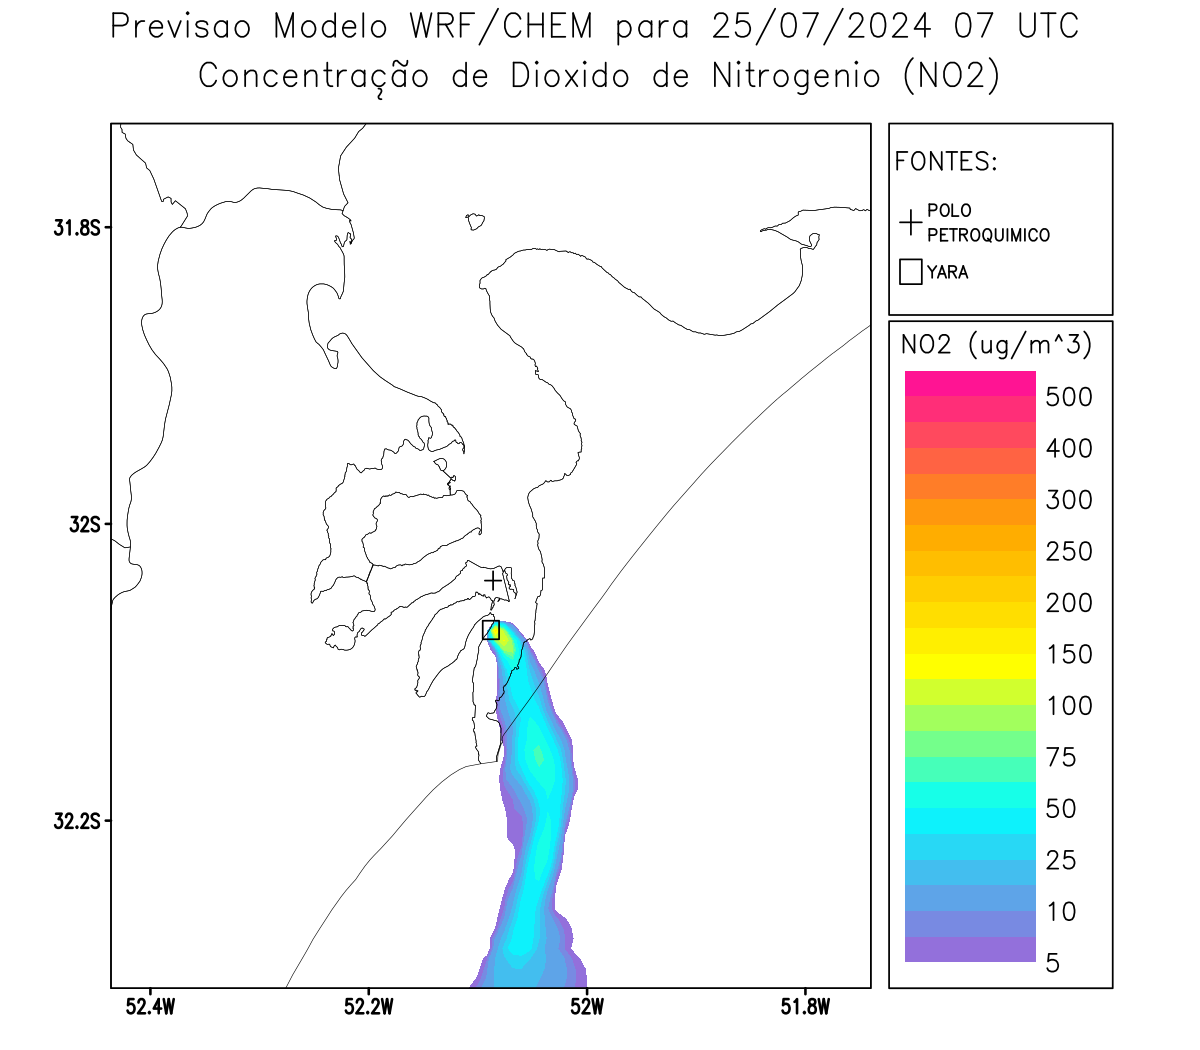 Previsao Modelo WRF/CHEM para 25/07/2024 07 UTC
Concentração de Dioxido de Nitrogenio (NO2)
FONTES:
POLO
PETROQUIMICO
YARA
NO2 (ug/m^3)
500
400
300
250
200
150
100
75
50
25
10
5
31.8S
32S
32.2S
52.4W
52.2W
52W
51.8W